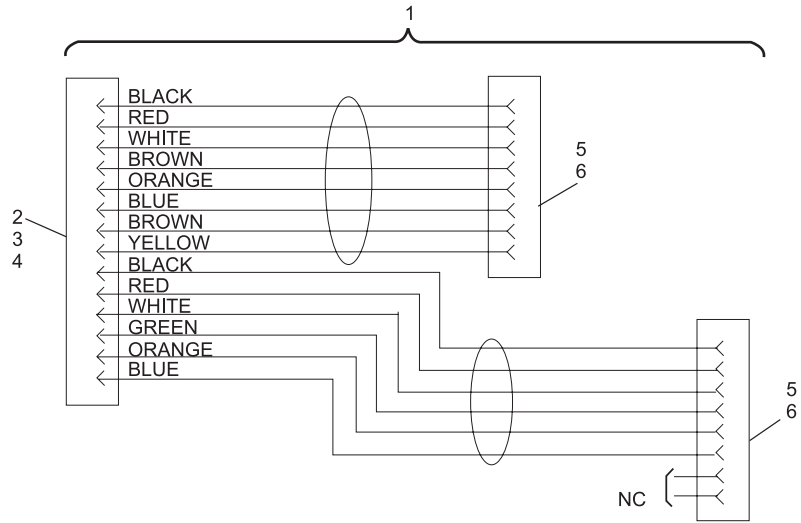 1
BLACK
RED
WHITE
BROWN
ORANGE
BLUE
BROWN
YELLOW
BLACK
RED
WHITE
GREEN
ORANGE
BLUE
2
3
4
5
6
5
6
NC